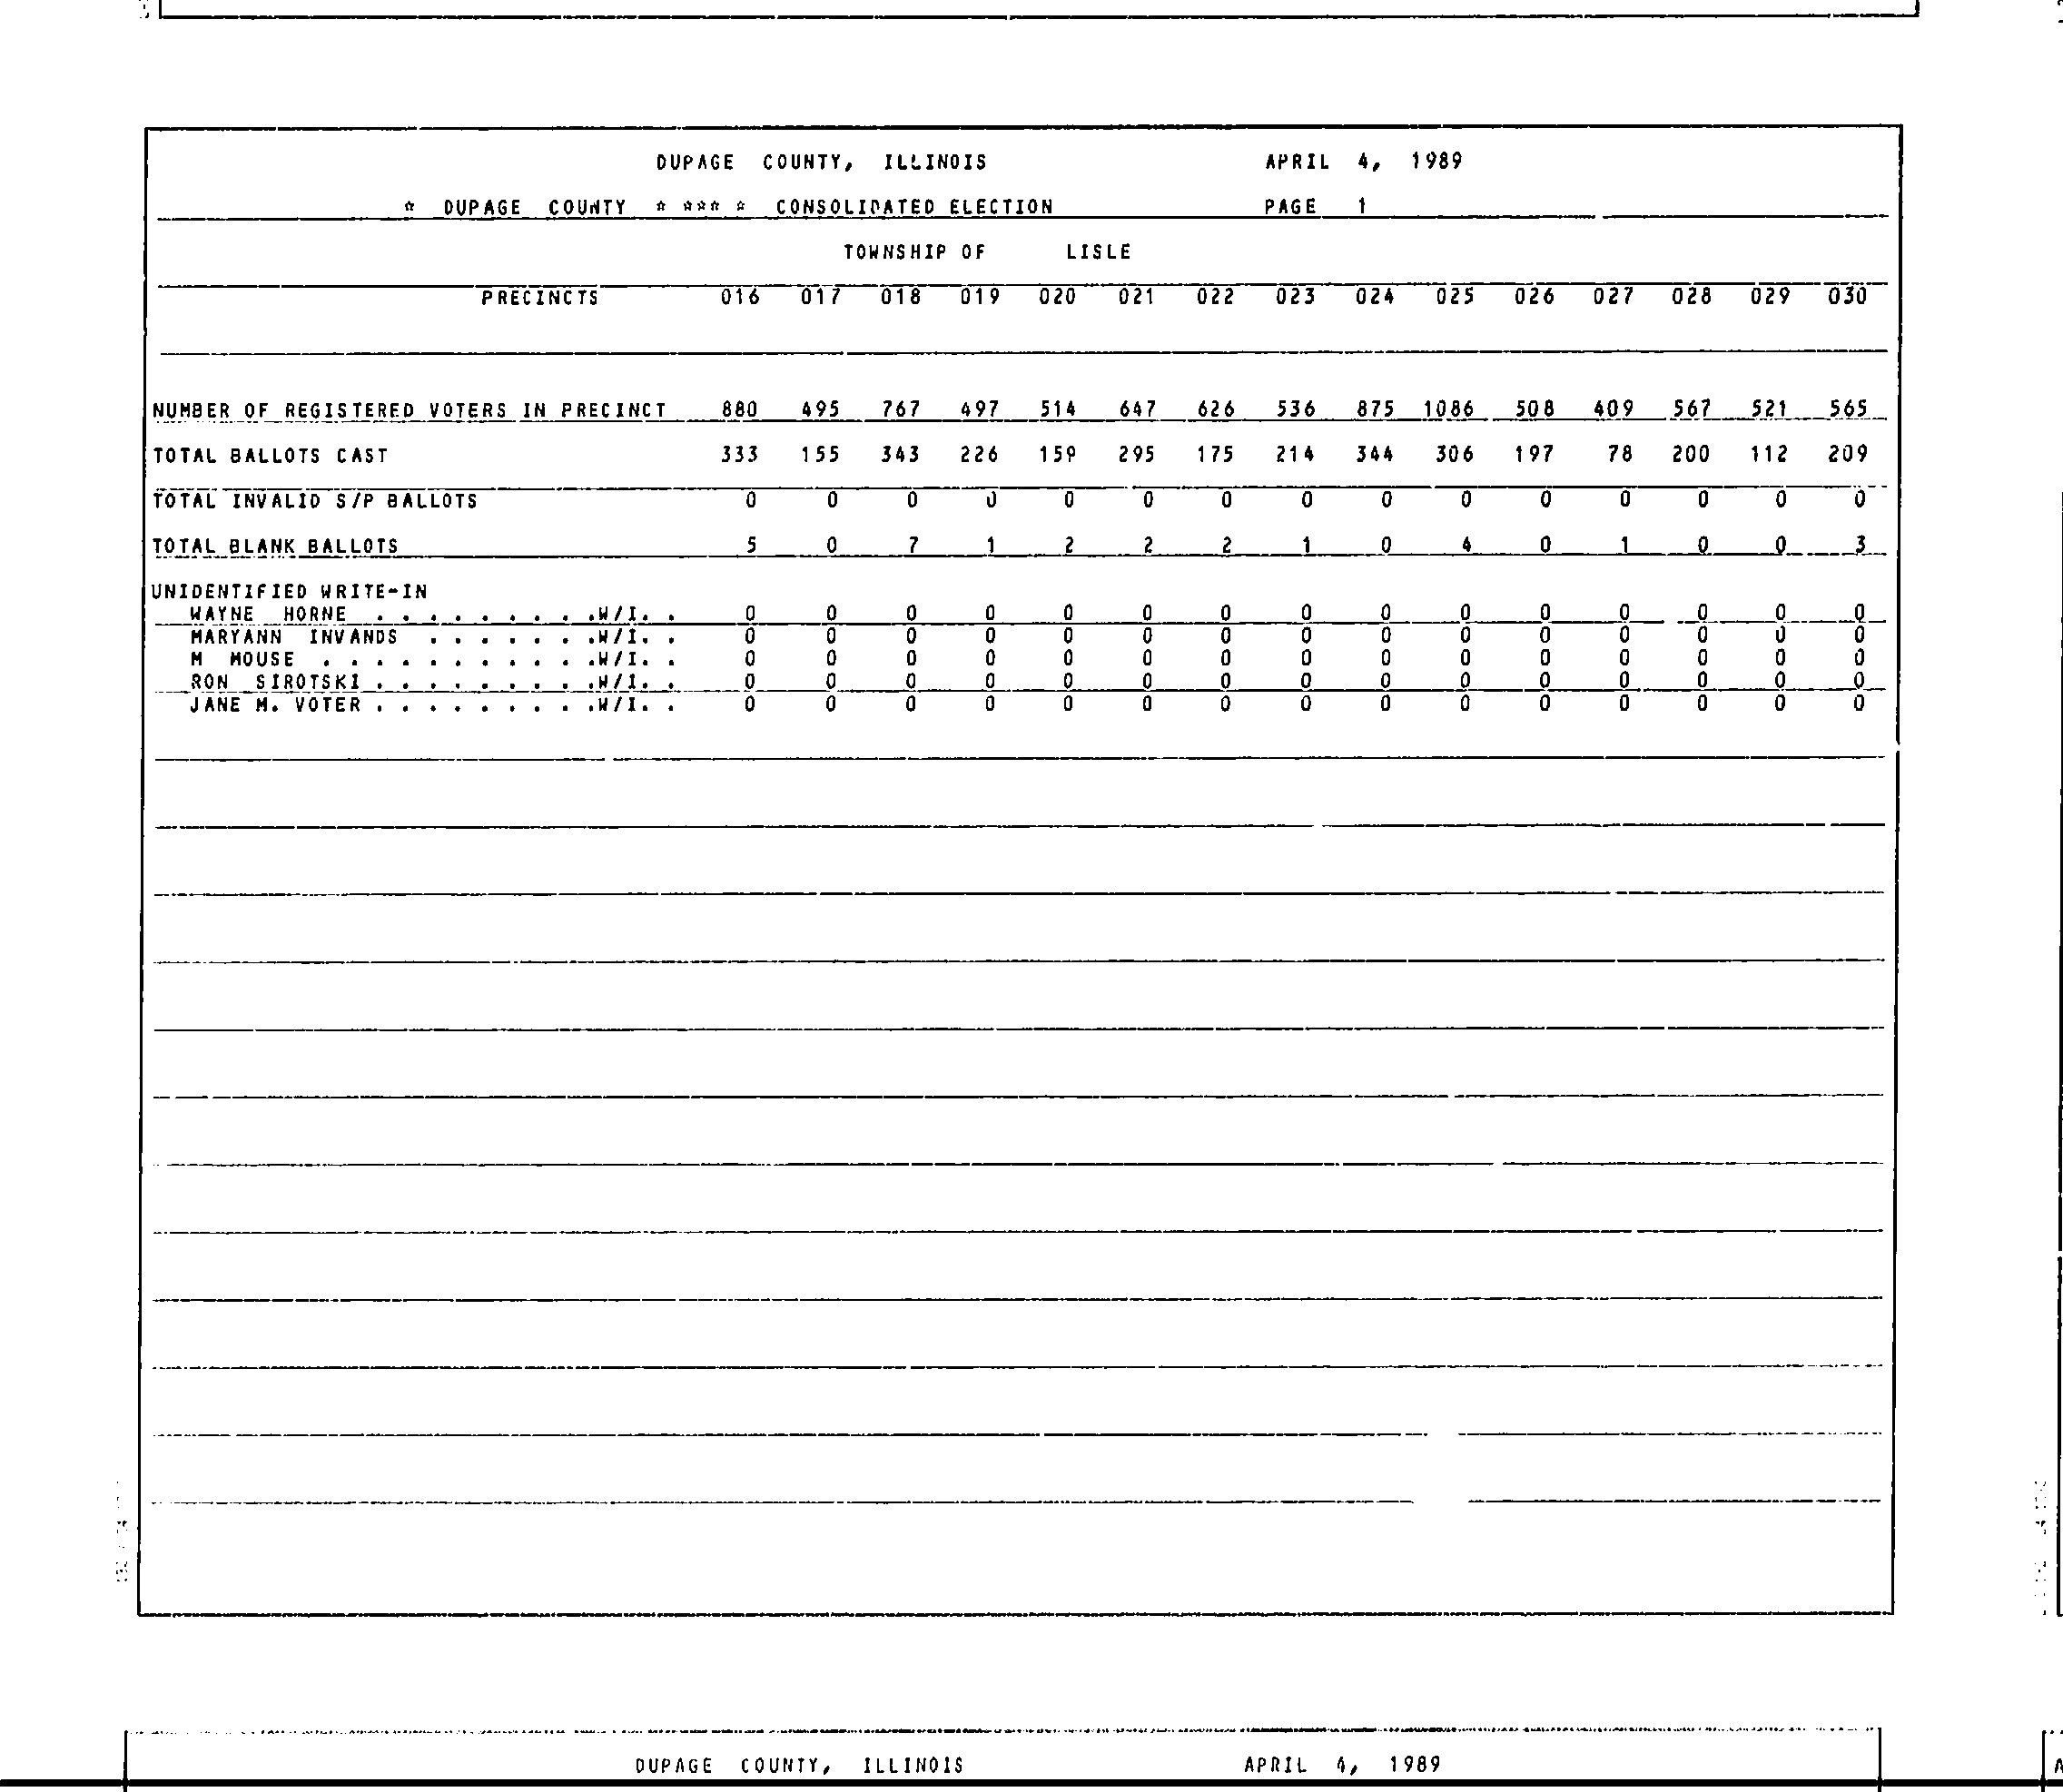 DUPAGE COUNTY, ILLINOIS APRIL 4, 1989
* DUPAGE COUNTY * *** * CONSOLIDATED ELECTION PAGE 1
TOWNSHIP OF LISLE
PRECINCTS 016 017 018 019 020 021 022 023 024 025 026 027 028 029 030
NUMBER OF REGISTERED VOTERS IN PRECINCT 880 495 767 497 514 647 626 536 875 1086 508 409 567 521 565
TOTAL BALLOTS CAST 333 155 343 226 159 295 175 214 344 306 197 78 200 112 209
TOTAL INVALID S/P BALLOTS 0 0 0 0 0 0 0 0 0 0 0 0 0 0 0
TOTAL BLANK BALLOTS 5 0 7 1 2 2 2 1 0 4 0 1 0 0 3
UNIDENTIFIED WRITE-IN
WAYNE HORNE . . . . . . . . .W/I. . 0 0 0 0 0 0 0 0 0 0 0 0 0 0 0
MARYANN INVANDS . . . . . . .W/I. . 0 0 0 0 0 0 0 0 0 0 0 0 0 0 0
M MOUSE . . . . . . . . . . .W/I. . 0 0 0 0 0 0 0 0 0 0 0 0 0 0 0
RON SIROTSKI . . . . . . . . .W/I. . 0 0 0 0 0 0 0 0 0 0 0 0 0 0 0
JANE M. VOTER . . . . . . . . .W/I. . 0 0 0 0 0 0 0 0 0 0 0 0 0 0 0
DUPAGE COUNTY, ILLINOIS APRIL 4, 1989